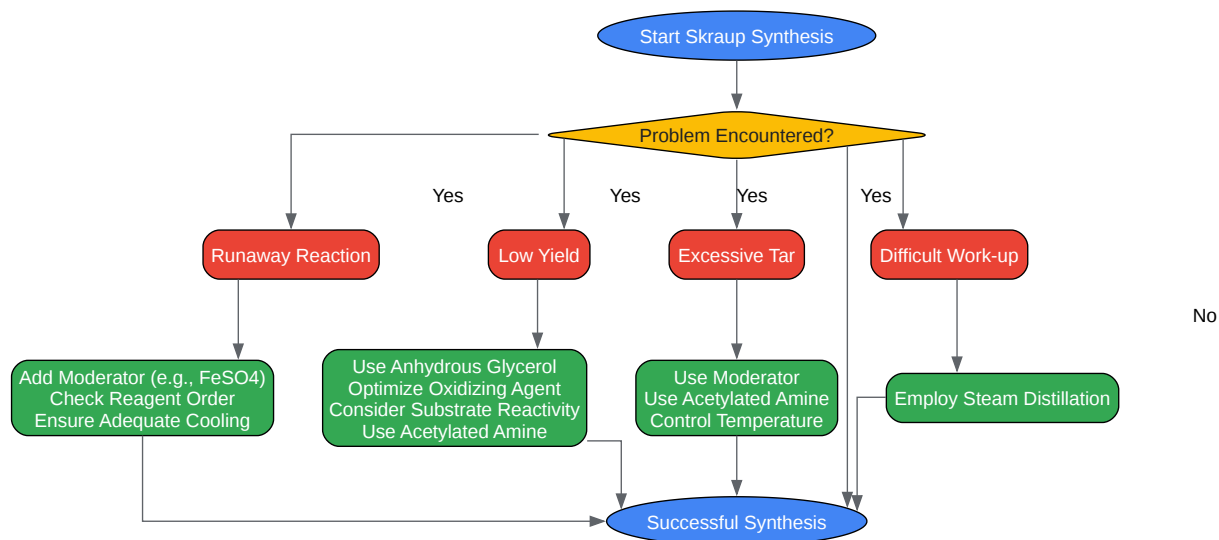 Start Skraup Synthesis
Problem Encountered?
Yes
Yes
Yes
Yes
Runaway Reaction
Low Yield
Excessive Tar
Difficult Work-up
No
Add Moderator (e.g., FeSO4)
Check Reagent Order
Ensure Adequate Cooling
Use Anhydrous Glycerol
Optimize Oxidizing Agent
Consider Substrate Reactivity
Use Acetylated Amine
Use Moderator
Use Acetylated Amine
Control Temperature
Employ Steam Distillation
Successful Synthesis